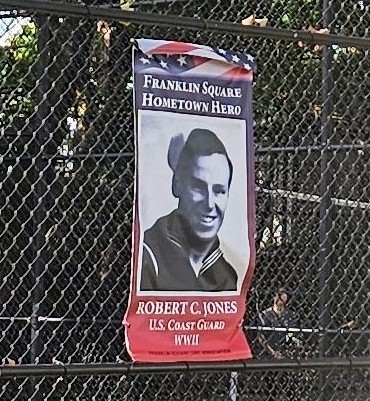 FRANKLIN SQUARE
HOMETOWN HERO
ROBERT C. JONES
U.S. COAST GUARD
WWII